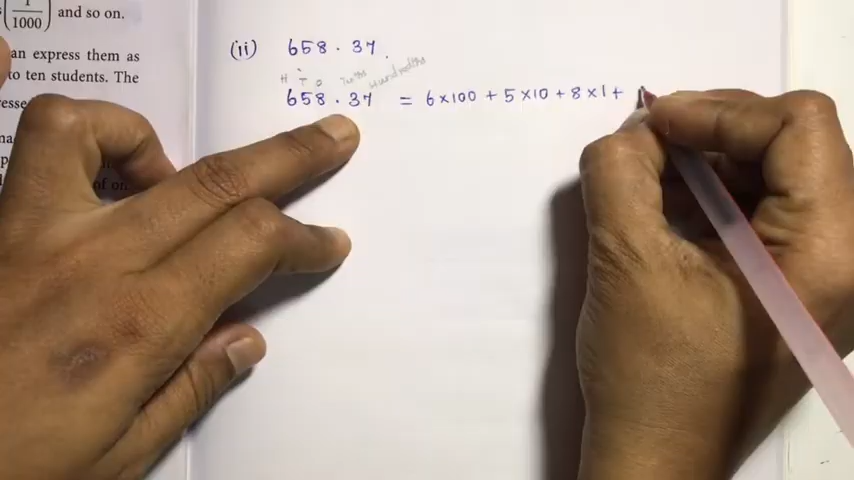 (1/1000) and so on.
an express them as
to ten students. The
(ii) 658.37.
H T O Tenths Hundredths
658.37 = 6×100 + 5×10 + 8×1 +
of on